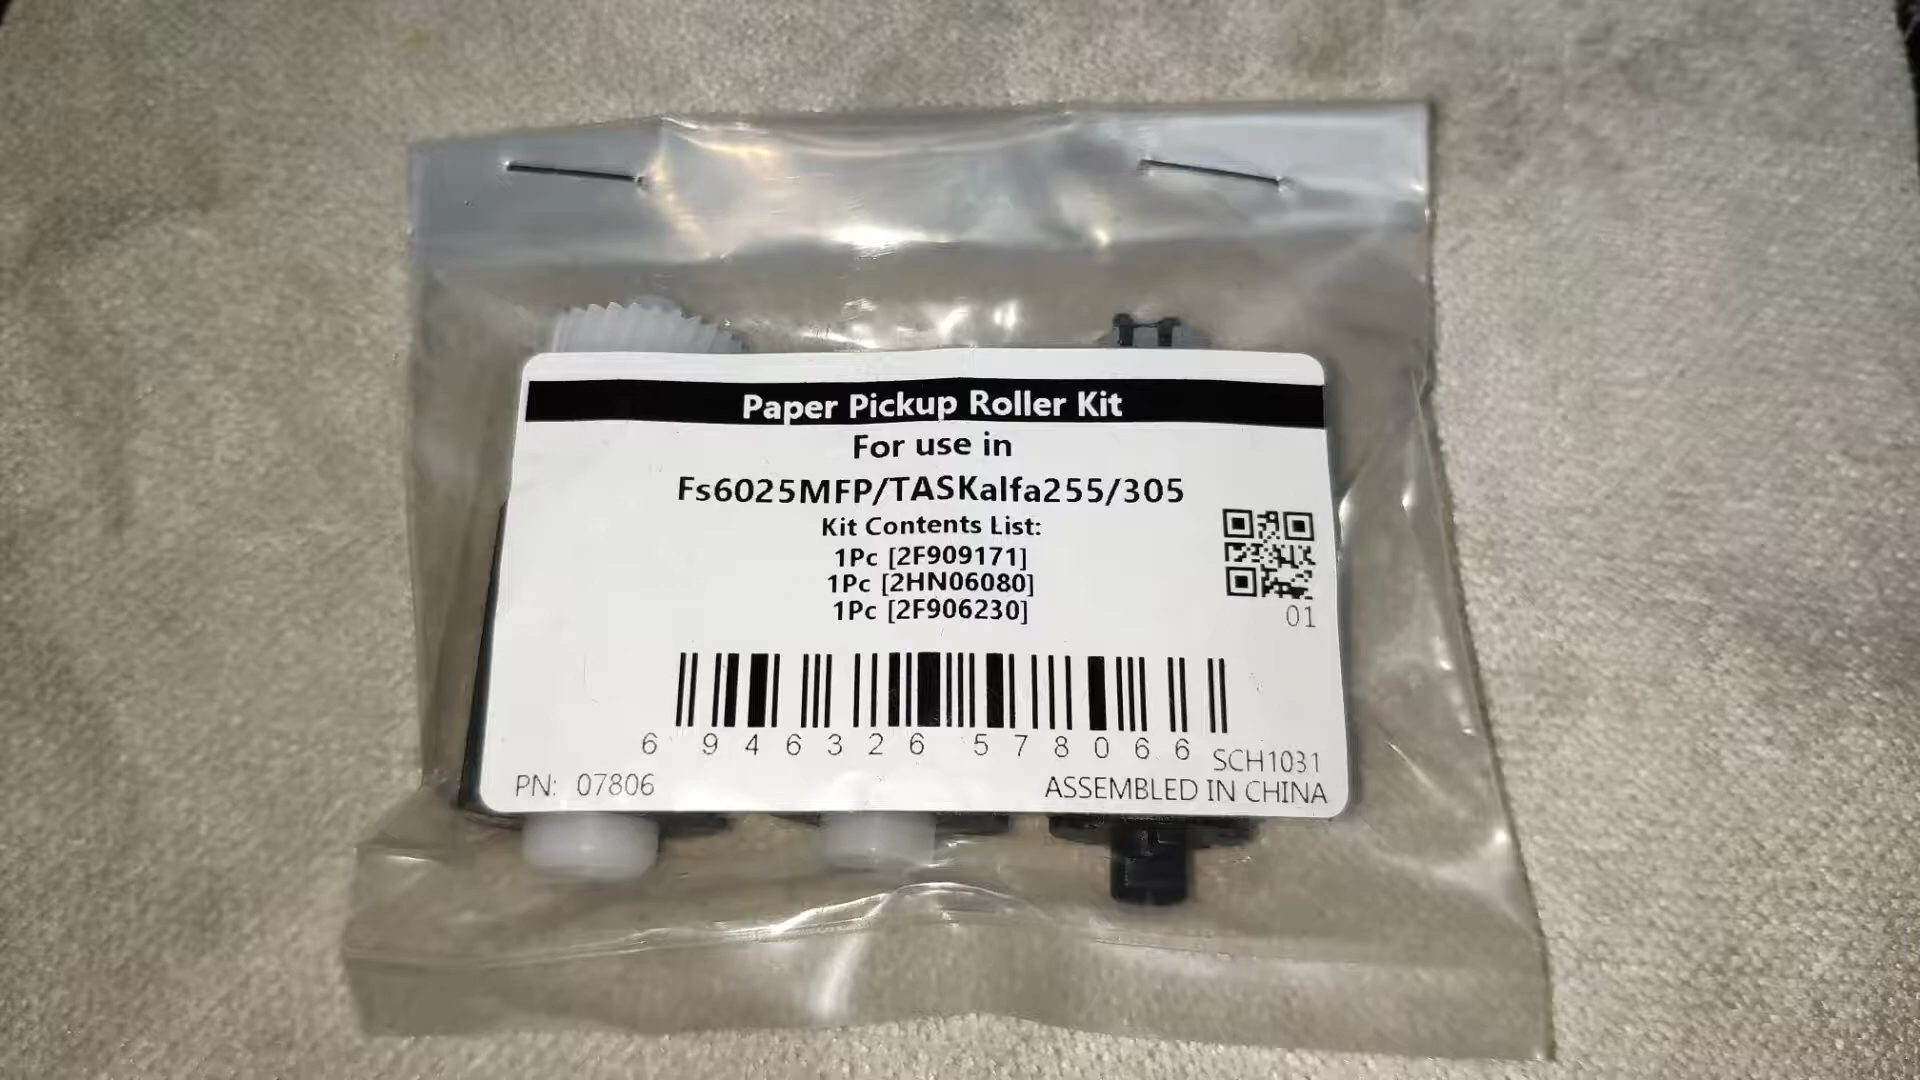 Paper Pickup Roller Kit
For use in
Fs6025MFP/TASKalfa255/305
Kit Contents List:
1Pc [2F909171]
1Pc [2HN06080]
1Pc [2F906230]
01
6 946326 578066
SCH1031
PN: 07806
ASSEMBLED IN CHINA